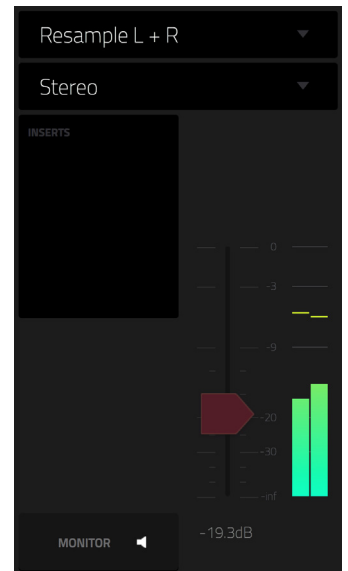 Resample L + R
Stereo
INSERTS
0
-3
-9
-20
-30
-inf
-19.3dB
MONITOR